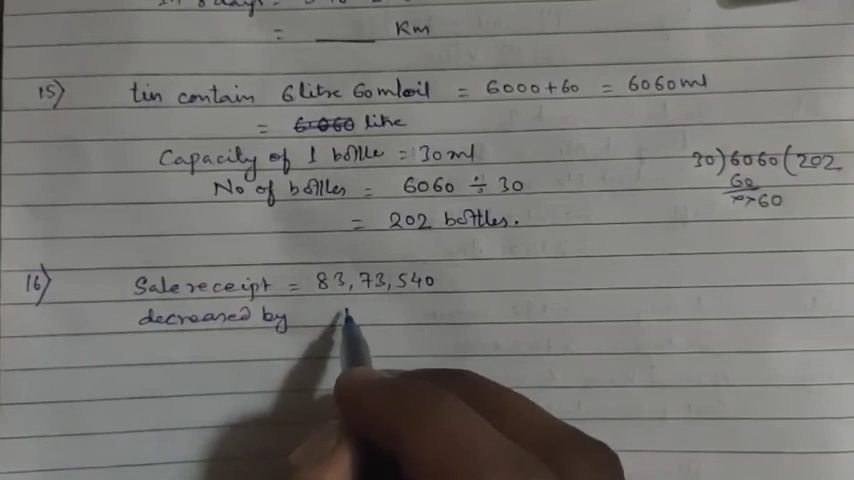 = ____ Km
15) tin contain 6 litre 60 ml oil = 6000+60 = 6060 ml
= litre
Capacity of 1 bottle = 30 ml
No of bottles = 6060 ÷ 30
= 202 bottles.
30)6060(202
60
××60
16) Sale receipt = 83,73,540
decreased by